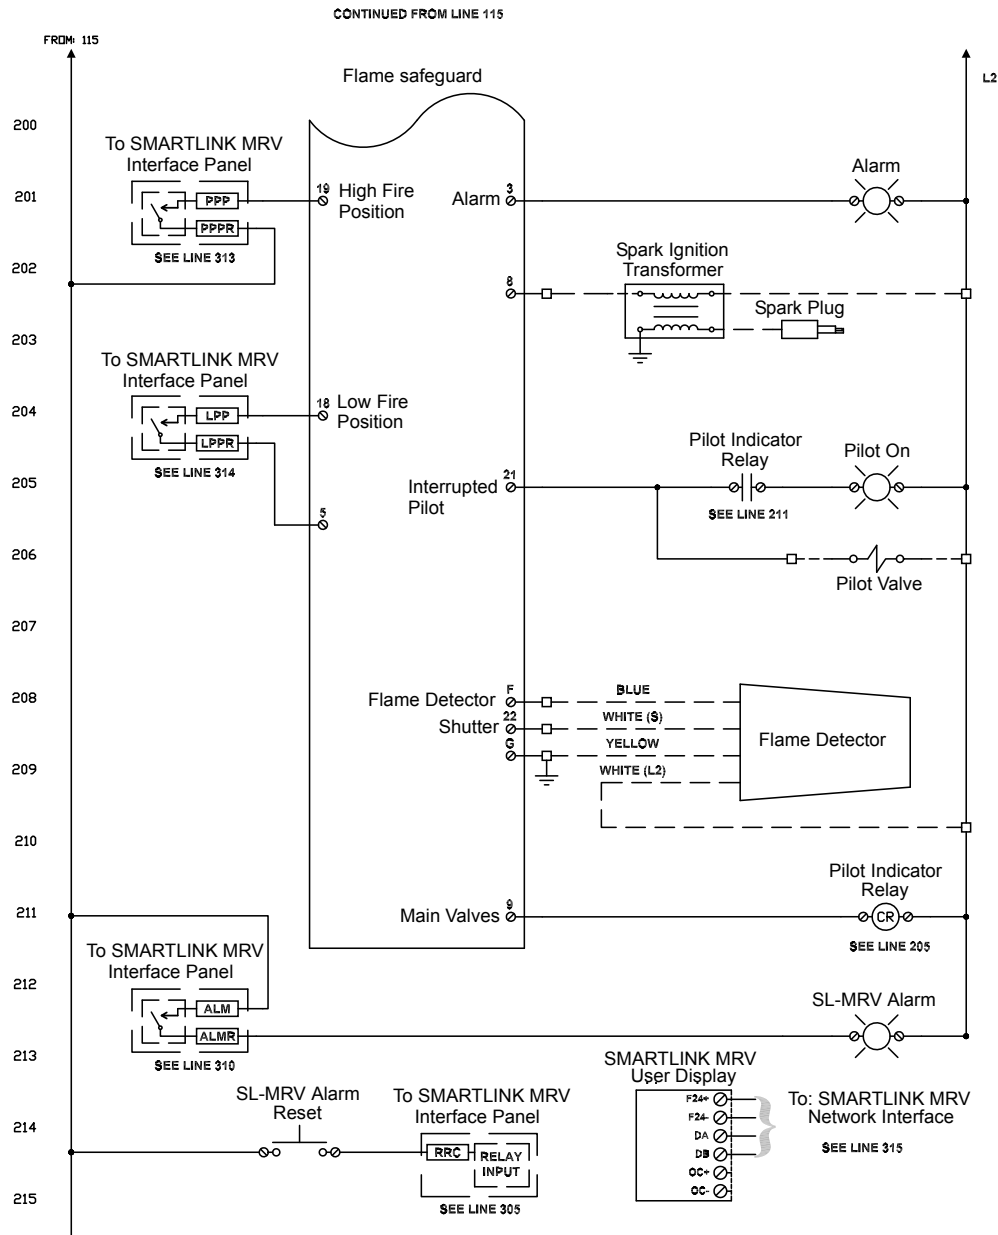 CONTINUED FROM LINE 115
FROM: 115
L2
Flame safeguard
200
To SMARTLINK MRV
Interface Panel
Alarm
201
PPP
19
High Fire
Position
Alarm
3
PPPR
SEE LINE 313
Spark Ignition
Transformer
202
8
Spark Plug
203
To SMARTLINK MRV
Interface Panel
204
LPP
18
Low Fire
Position
LPPR
SEE LINE 314
Pilot Indicator
Relay
Pilot On
205
Interrupted
Pilot
21
SEE LINE 211
5
206
Pilot Valve
207
208
Flame Detector
F
BLUE
Shutter
22
WHITE (S)
G
YELLOW
Flame Detector
209
WHITE (L2)
210
Pilot Indicator
Relay
211
Main Valves
9
CR
SEE LINE 205
To SMARTLINK MRV
Interface Panel
212
ALM
SL-MRV Alarm
ALMR
213
SEE LINE 310
SMARTLINK MRV
User Display
SL-MRV Alarm
Reset
To SMARTLINK MRV
Interface Panel
F24+
F24-
DA
DB
OC+
OC-
To: SMARTLINK MRV
Network Interface
SEE LINE 315
214
RRC
RELAY
INPUT
215
SEE LINE 305